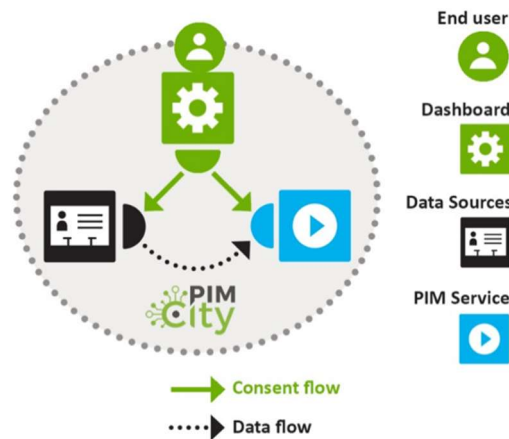 End user
Dashboard
Data Sources
PIM Service
PIM
City
Consent flow
Data flow